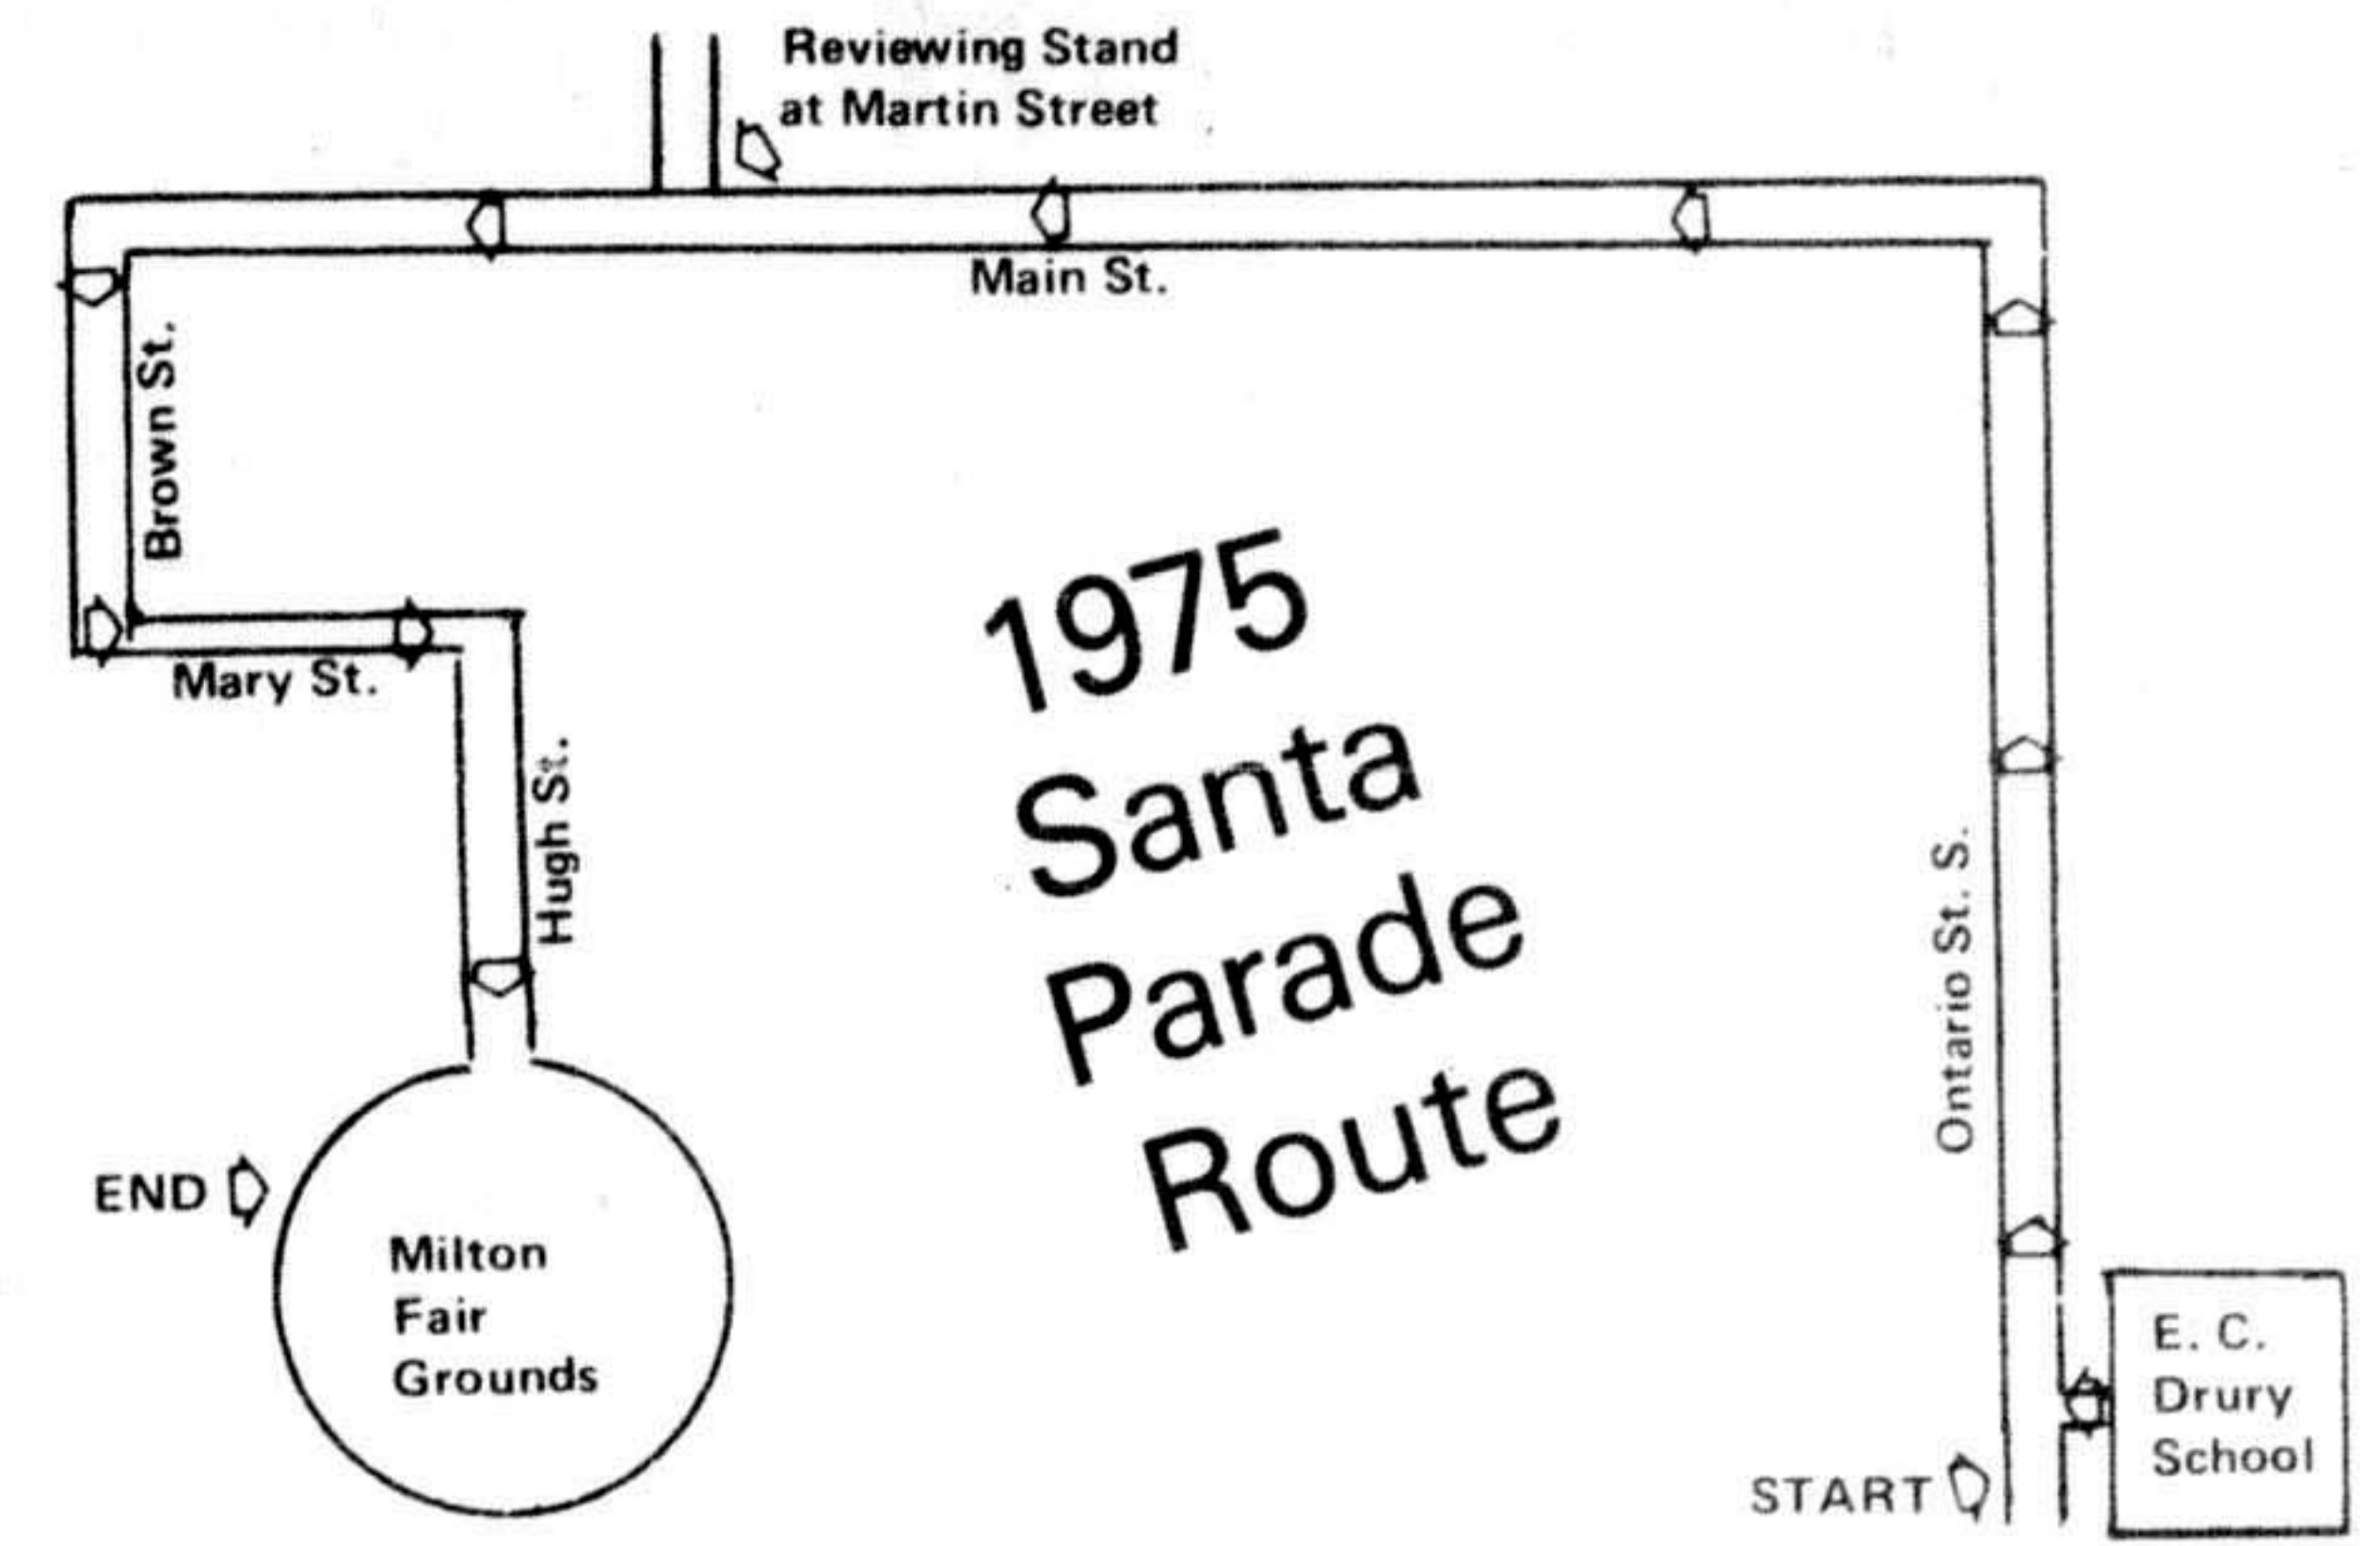 Reviewing Stand
at Martin Street
Main St.
Brown St.
Mary St.
Hugh St.
1975
Santa
Parade
Route
Ontario St. S.
END
Milton
Fair
Grounds
E. C.
Drury
School
START